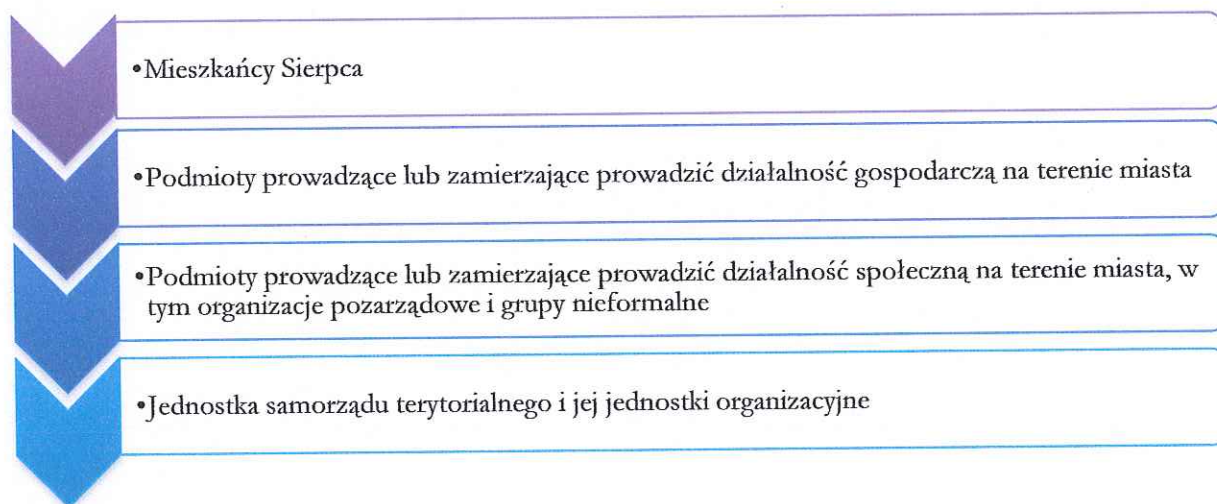 •Mieszkańcy Sierpca
•Podmioty prowadzące lub zamierzające prowadzić działalność gospodarczą na terenie miasta
•Podmioty prowadzące lub zamierzające prowadzić działalność społeczną na terenie miasta, w
tym organizacje pozarządowe i grupy nieformalne
•Jednostka samorządu terytorialnego i jej jednostki organizacyjne